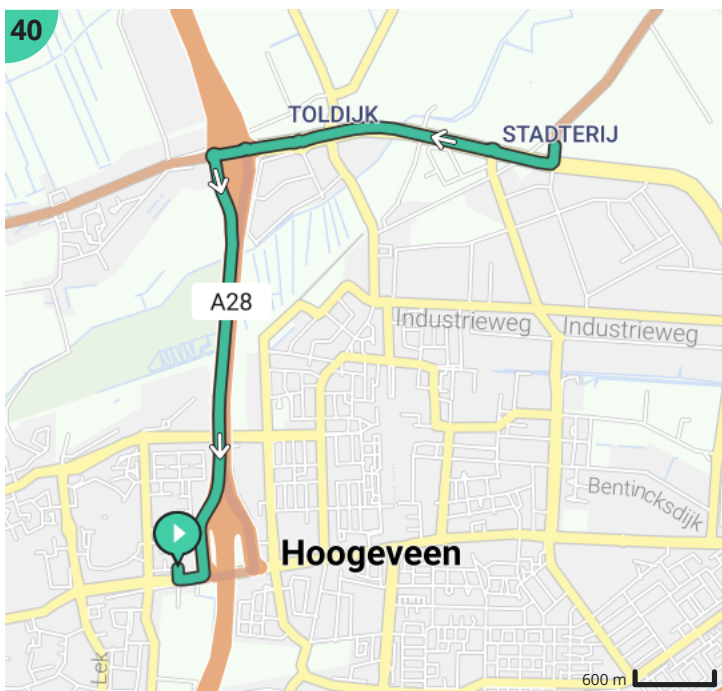 40
TOLDIJK
STADTERIJ
A28
Industrieweg
Industrieweg
Bentincksdijk
Hoogeveen
Lek
600 m